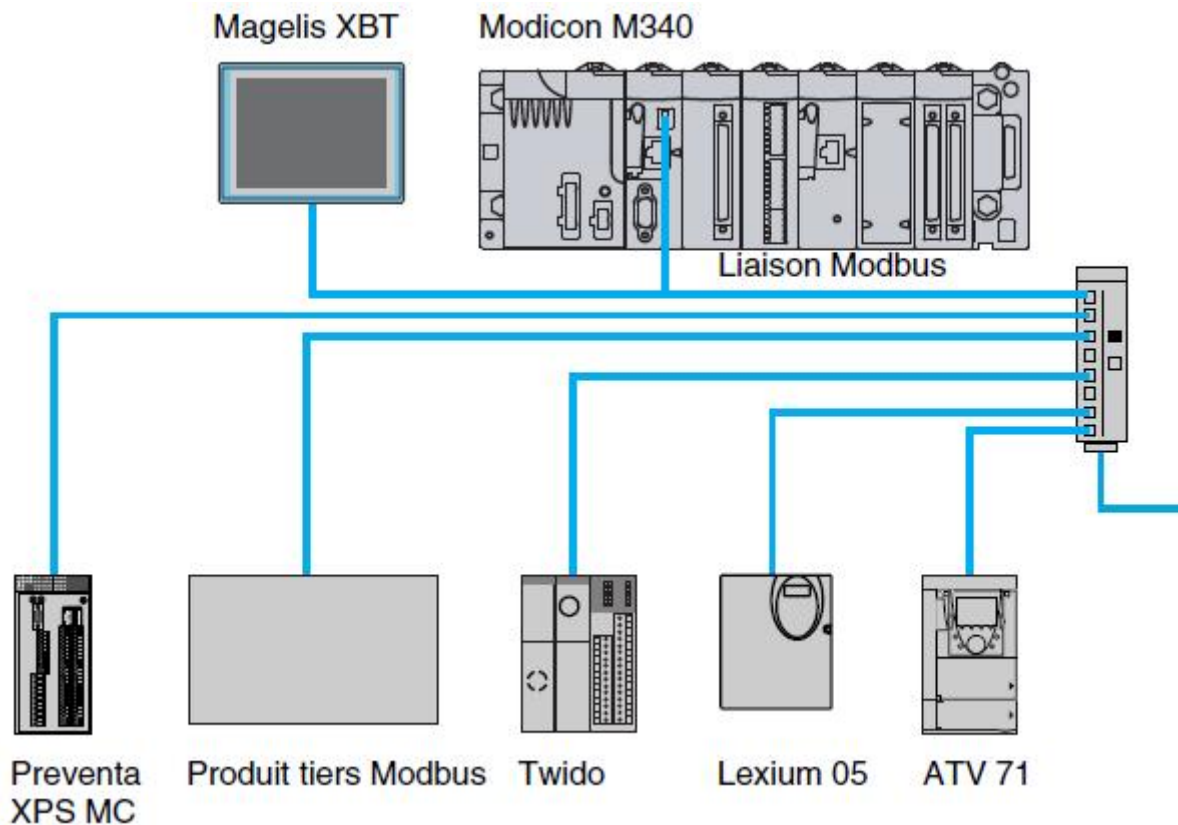 Magelis XBT
Modicon M340
Liaison Modbus
Preventa
XPS MC
Produit tiers Modbus
Twido
Lexium 05
ATV 71